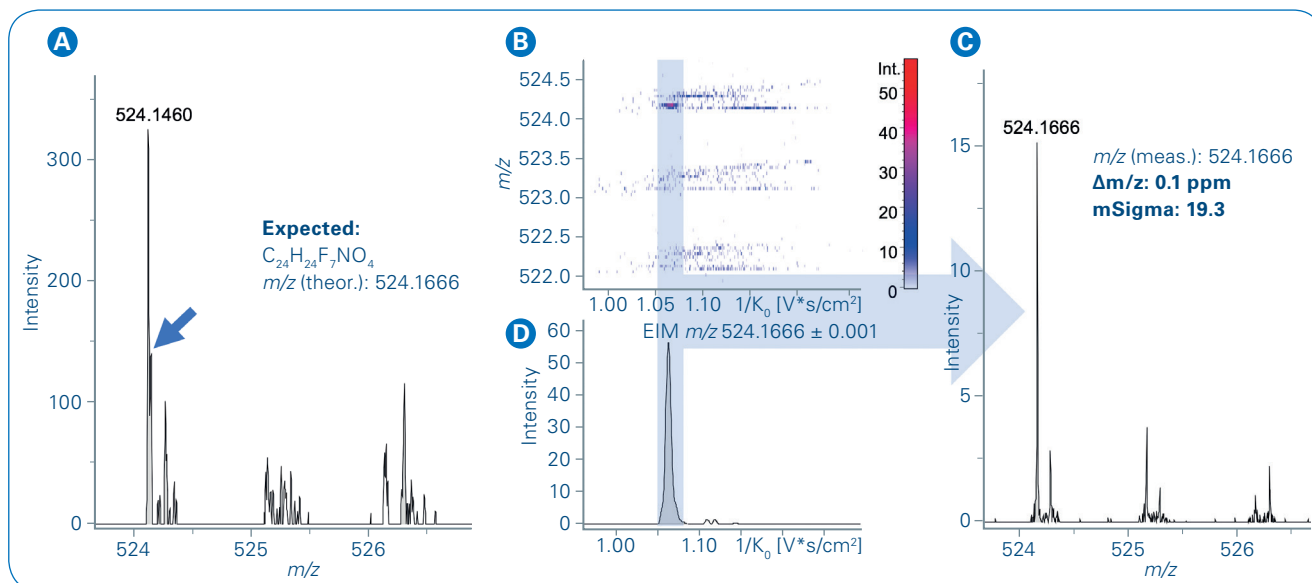 A
524.1460
300
200
100
0
Intensity
Expected:
C₂₄H₂₄F₇NO₄
m/z (theor.): 524.1666
524
525
526
m/z
B
524.5
524.0
523.5
523.0
522.5
522.0
m/z
Int.
50
40
30
20
10
0
1.00 1.05 1.10 1/K₀ [V*s/cm²]
D
EIM m/z 524.1666 ± 0.001
60
50
40
30
20
10
0
Intensity
1.00 1.10 1/K₀ [V*s/cm²]
C
524.1666
m/z (meas.): 524.1666
Δm/z: 0.1 ppm
mSigma: 19.3
15
10
5
0
Intensity
524
525
526
m/z